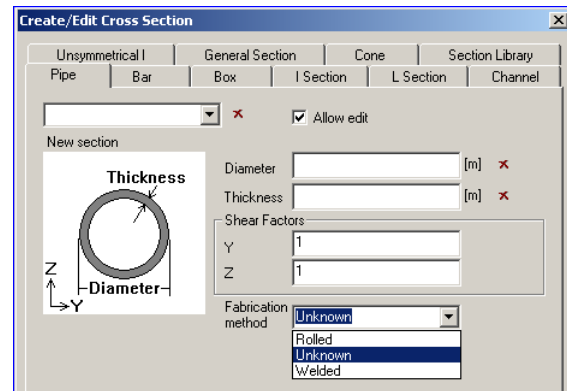 Create/Edit Cross Section
Unsymmetrical I General Section Cone Section Library
Pipe Bar Box I Section L Section Channel
Allow edit
New section
Thickness
Diameter
Z
Y
Diameter [m]
Thickness [m]
Shear Factors
Y 1
Z 1
Fabrication method Unknown
Rolled
Unknown
Welded